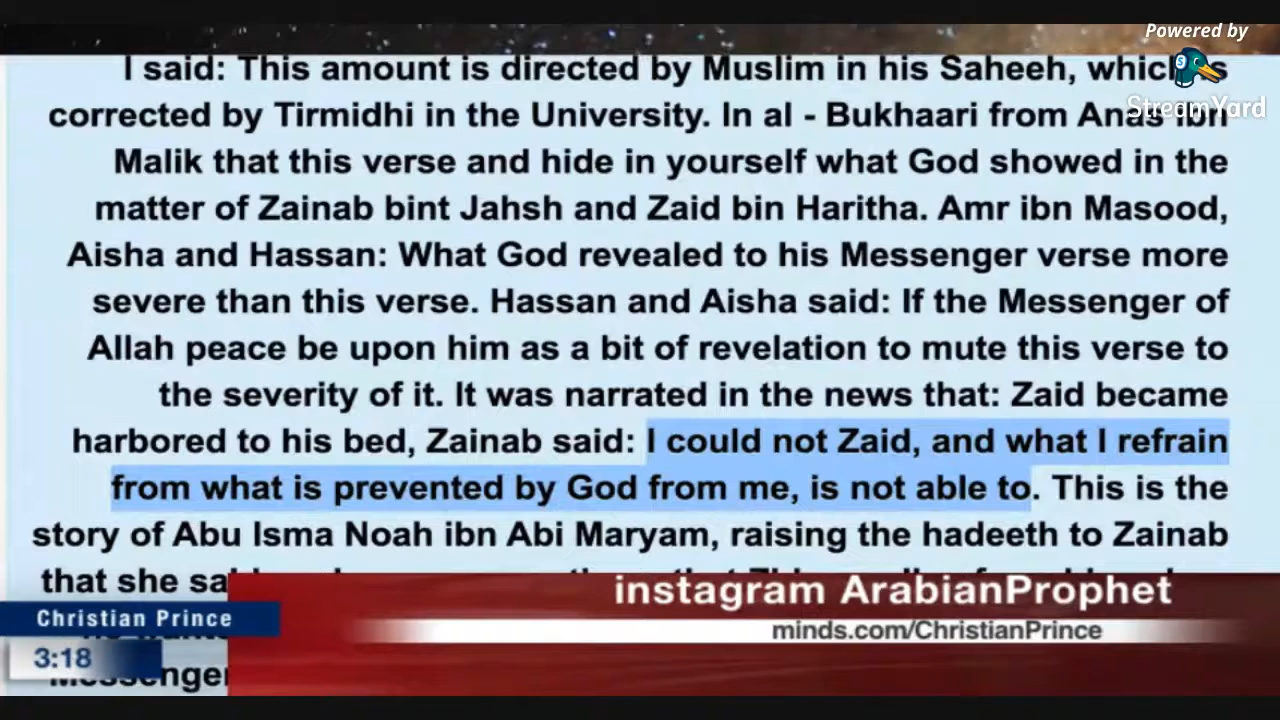 Powered by
StreamYard
I said: This amount is directed by Muslim in his Saheeh, which
corrected by Tirmidhi in the University. In al - Bukhaari from Anas ibn
Malik that this verse and hide in yourself what God showed in the
matter of Zainab bint Jahsh and Zaid bin Haritha. Amr ibn Masood,
Aisha and Hassan: What God revealed to his Messenger verse more
severe than this verse. Hassan and Aisha said: If the Messenger of
Allah peace be upon him as a bit of revelation to mute this verse to
the severity of it. It was narrated in the news that: Zaid became
harbored to his bed, Zainab said: I could not Zaid, and what I refrain
from what is prevented by God from me, is not able to. This is the
story of Abu Isma Noah ibn Abi Maryam, raising the hadeeth to Zainab
that she
Messenger
instagram ArabianProphet
Christian Prince
minds.com/ChristianPrince
3:18